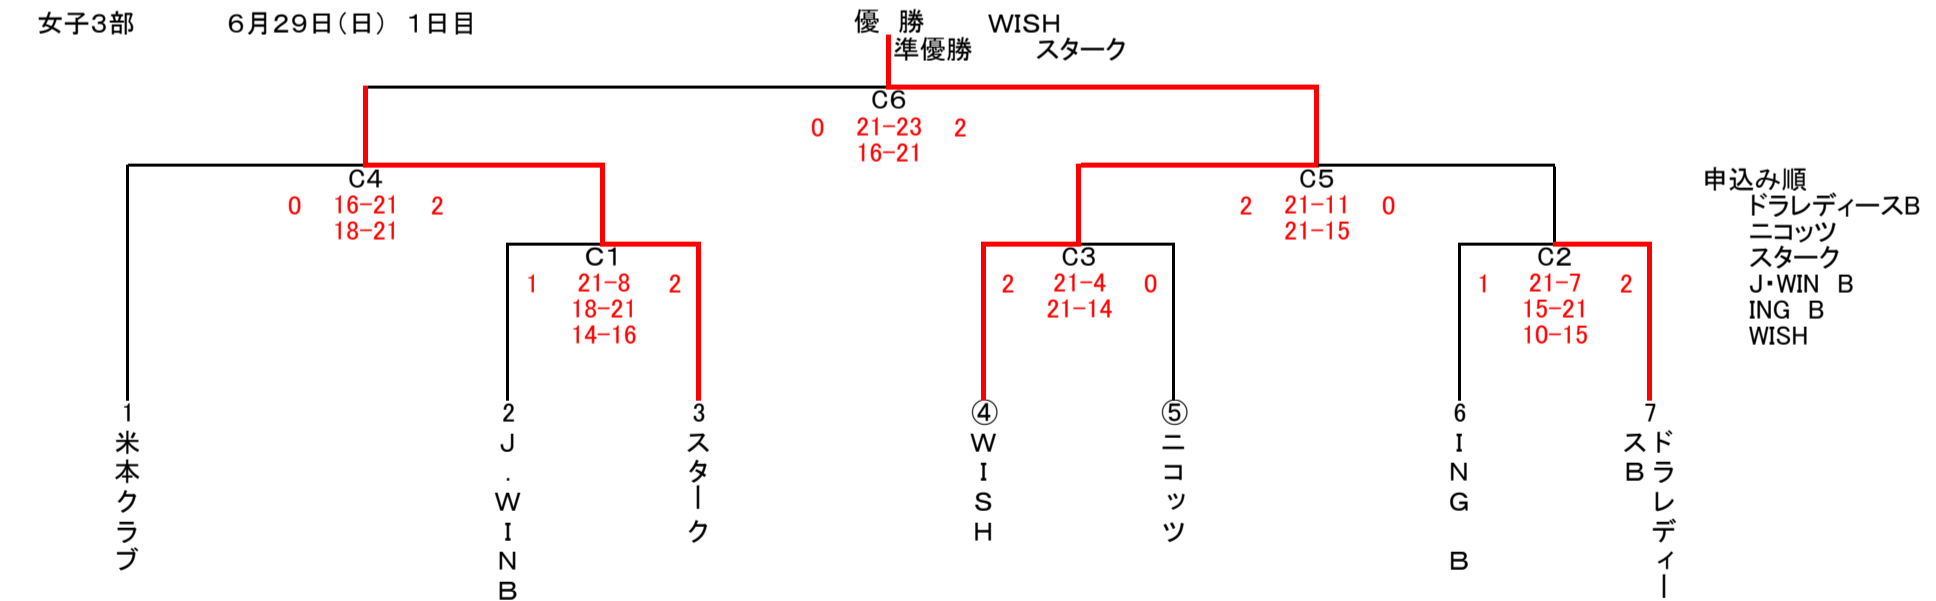 女子３部　６月２９日（日）　１日目
優　勝　WISH
準優勝　スターク
C6
0　21-23　2
16-21
C4
0　16-21　2
18-21
C5
2　21-11　0
21-15
C1
1　21-8　2
18-21
14-16
C3
2　21-4　0
21-14
C2
1　21-7　2
15-21
10-15
申込み順
ドラレディースB
ニコッツ
スターク
J・WIN　B
ING　B
WISH
1
米本クラブ
2
J.WINB
3
スターク
④
WISH
⑤
ニコッツ
6
ING　B
7
ドラレディー
スB